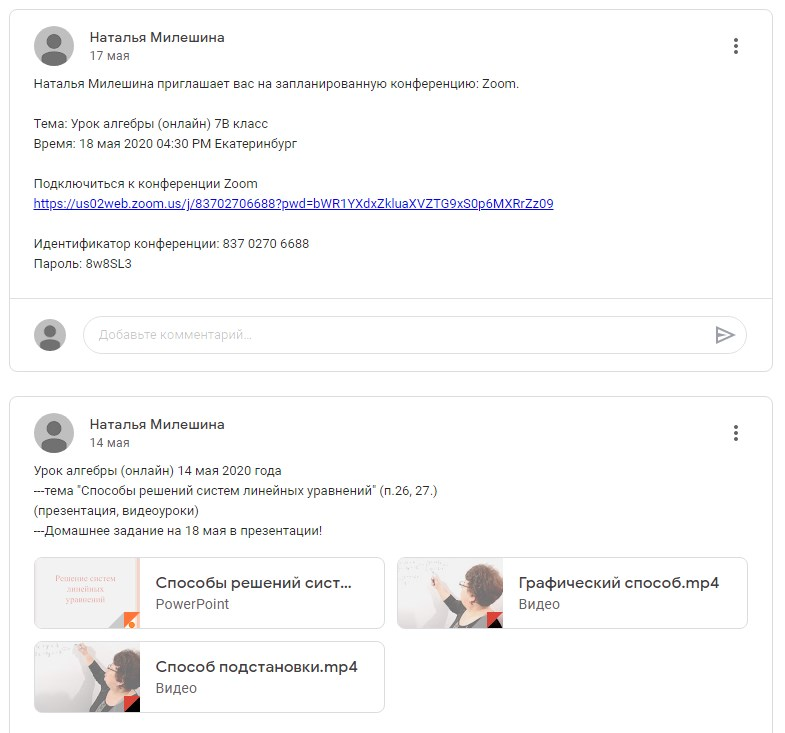 Наталья Милешина
17 мая
Наталья Милешина приглашает вас на запланированную конференцию: Zoom.
Тема: Урок алгебры (онлайн) 7В класс
Время: 18 мая 2020 04:30 PM Екатеринбург
Подключиться к конференции Zoom
https://us02web.zoom.us/j/83702706688?pwd=bWR1YXdxZkluaXVZTG9xS0p6MXRrZz09
Идентификатор конференции: 837 0270 6688
Пароль: 8w8SL3
Добавьте комментарий...
Наталья Милешина
14 мая
Урок алгебры (онлайн) 14 мая 2020 года
---тема "Способы решений систем линейных уравнений" (п.26, 27.)
(презентация, видеоуроки)
---Домашнее задание на 18 мая в презентации!
Решение систем
линейных
уравнений
Способы решений сист...
PowerPoint
Графический способ.mp4
Видео
Способ подстановки.mp4
Видео